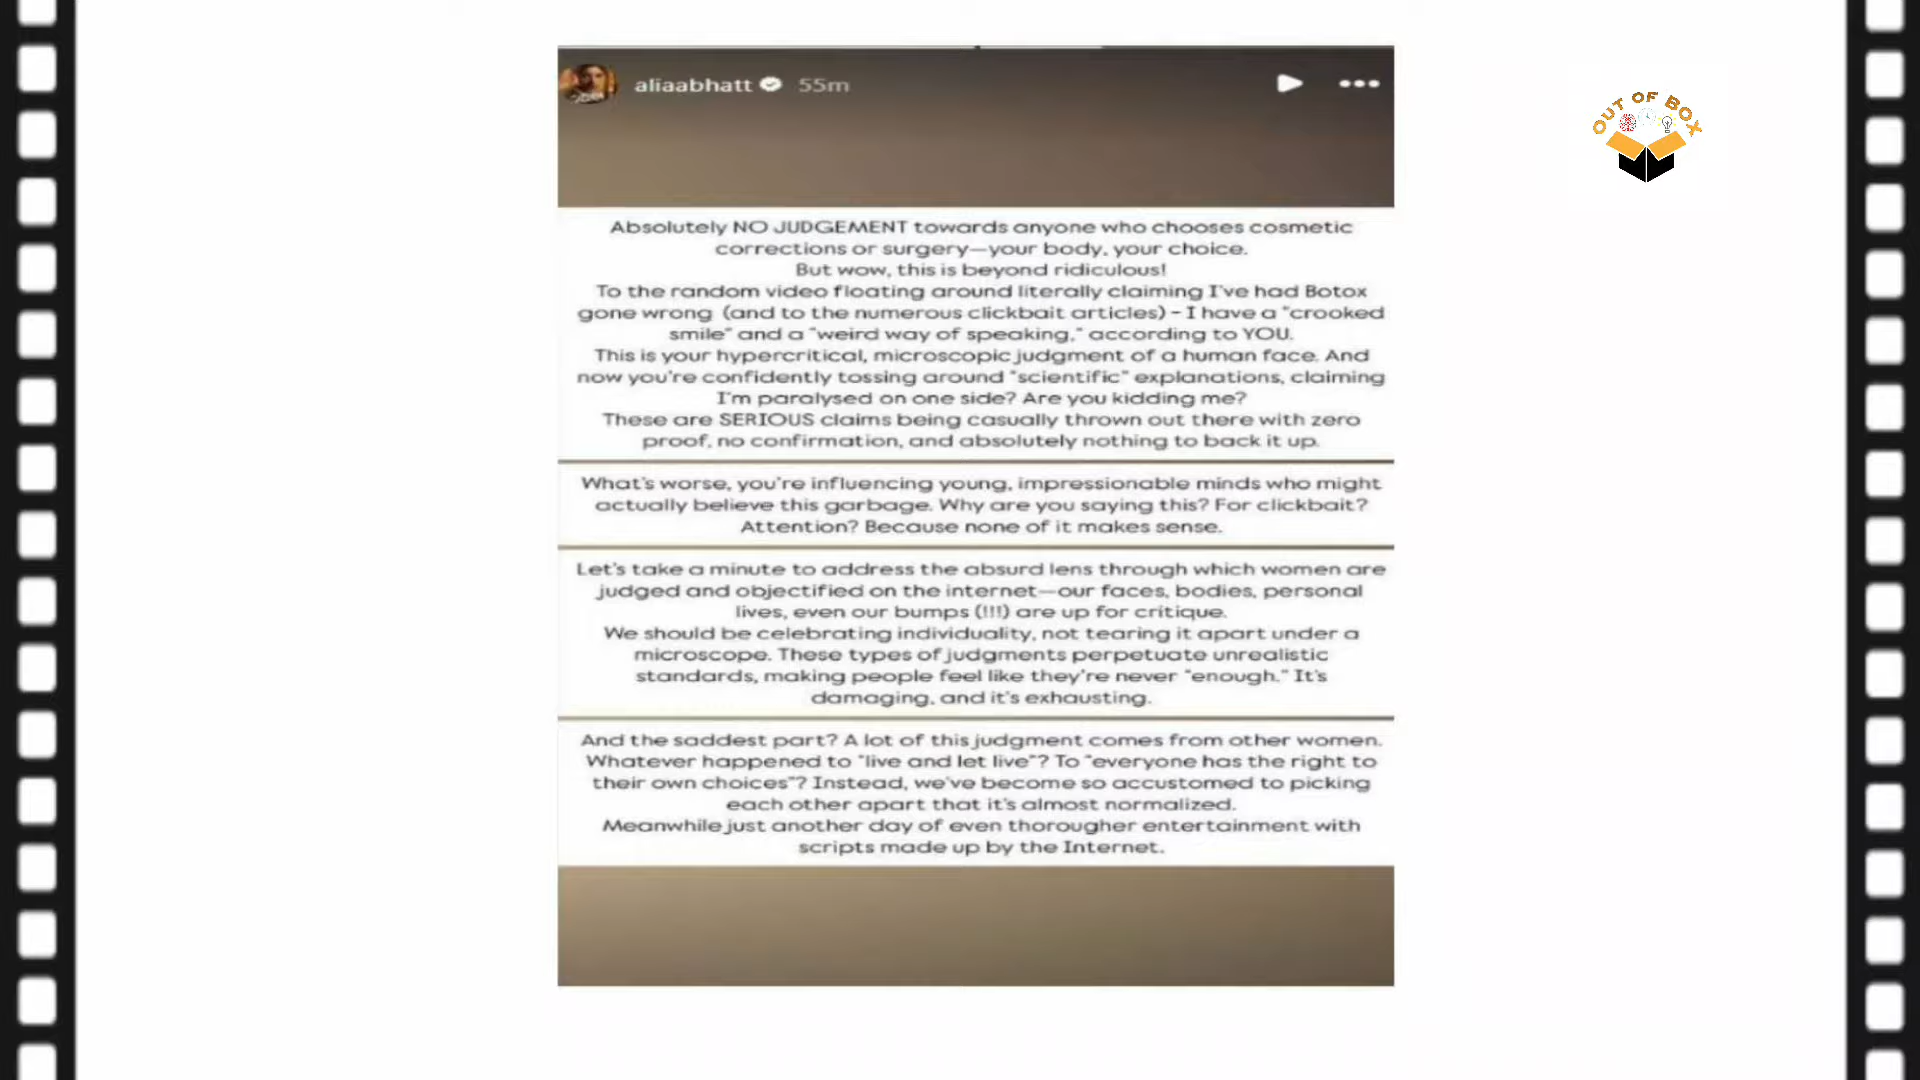 aliaabhatt 55m
OUT OF BOX
Absolutely NO JUDGEMENT towards anyone who chooses cosmetic
corrections or surgery—your body, your choice.
But wow, this is beyond ridiculous!
To the random video floating around literally claiming I've had Botox
gone wrong (and to the numerous clickbait articles) - I have a "crooked
smile" and a "weird way of speaking," according to YOU.
This is your hypercritical, microscopic judgment of a human face. And
now you're confidently tossing around "scientific" explanations, claiming
I'm paralysed on one side? Are you kidding me?
These are SERIOUS claims being casually thrown out there with zero
proof, no confirmation, and absolutely nothing to back it up.
What's worse, you're influencing young, impressionable minds who might
actually believe this garbage. Why are you saying this? For clickbait?
Attention? Because none of it makes sense.
Let's take a minute to address the absurd lens through which women are
judged and objectified on the internet—our faces, bodies, personal
lives, even our bumps (!!!) are up for critique.
We should be celebrating individuality, not tearing it apart under a
microscope. These types of judgments perpetuate unrealistic
standards, making people feel like they're never "enough." It's
damaging, and it's exhausting.
And the saddest part? A lot of this judgment comes from other women.
Whatever happened to "live and let live"? To "everyone has the right to
their own choices"? Instead, we've become so accustomed to picking
each other apart that it's almost normalized.
Meanwhile just another day of even thorougher entertainment with
scripts made up by the Internet.